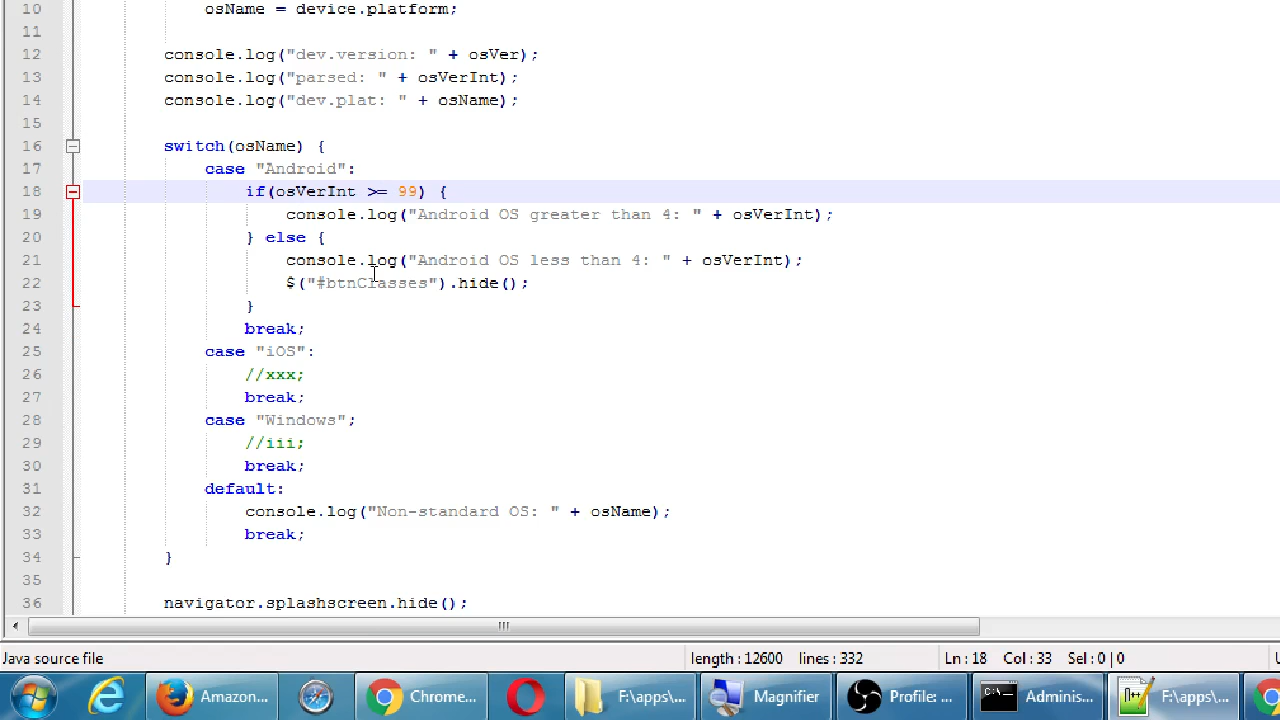 10 osName = device.platform;
11
12 console.log("dev.version: " + osVer);
13 console.log("parsed: " + osVerInt);
14 console.log("dev.plat: " + osName);
15
16 switch(osName) {
17 case "Android":
18 if(osVerInt >= 99) {
19 console.log("Android OS greater than 4: " + osVerInt);
20 } else {
21 console.log("Android OS less than 4: " + osVerInt);
22 $("#btnClasses").hide();
23 }
24 break;
25 case "iOS":
26 //xxx;
27 break;
28 case "Windows";
29 //iii;
30 break;
31 default:
32 console.log("Non-standard OS: " + osName);
33 break;
34 }
35
36 navigator.splashscreen.hide();
Java source file length : 12600 lines : 332 Ln : 18 Col : 33 Sel : 0 | 0
Amazon... Chrome... F:\apps\... Magnifier Profile: ... Adminis... F:\apps\...